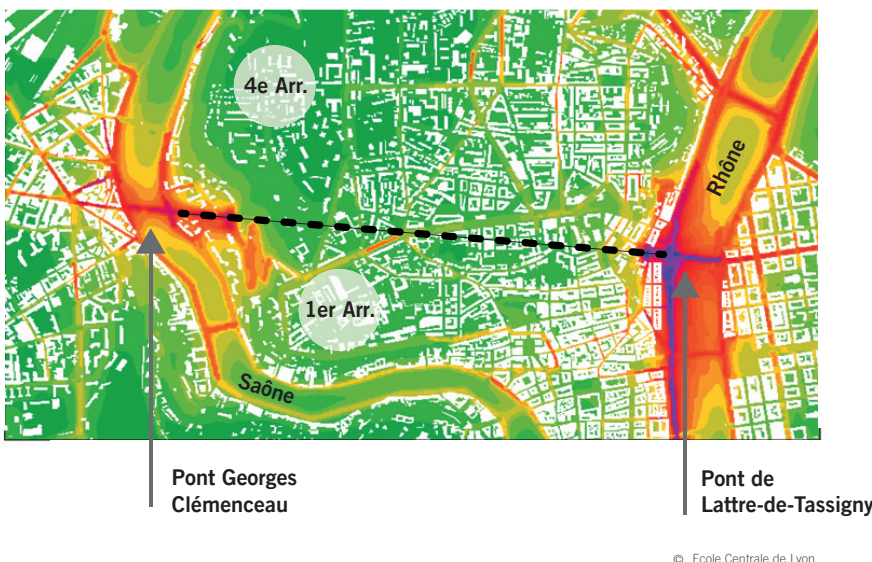 4e Arr.
Rhône
1er Arr.
Saône
Pont Georges
Clémenceau
Pont de
Lattre-de-Tassigny
© Ecole Centrale de Lyon